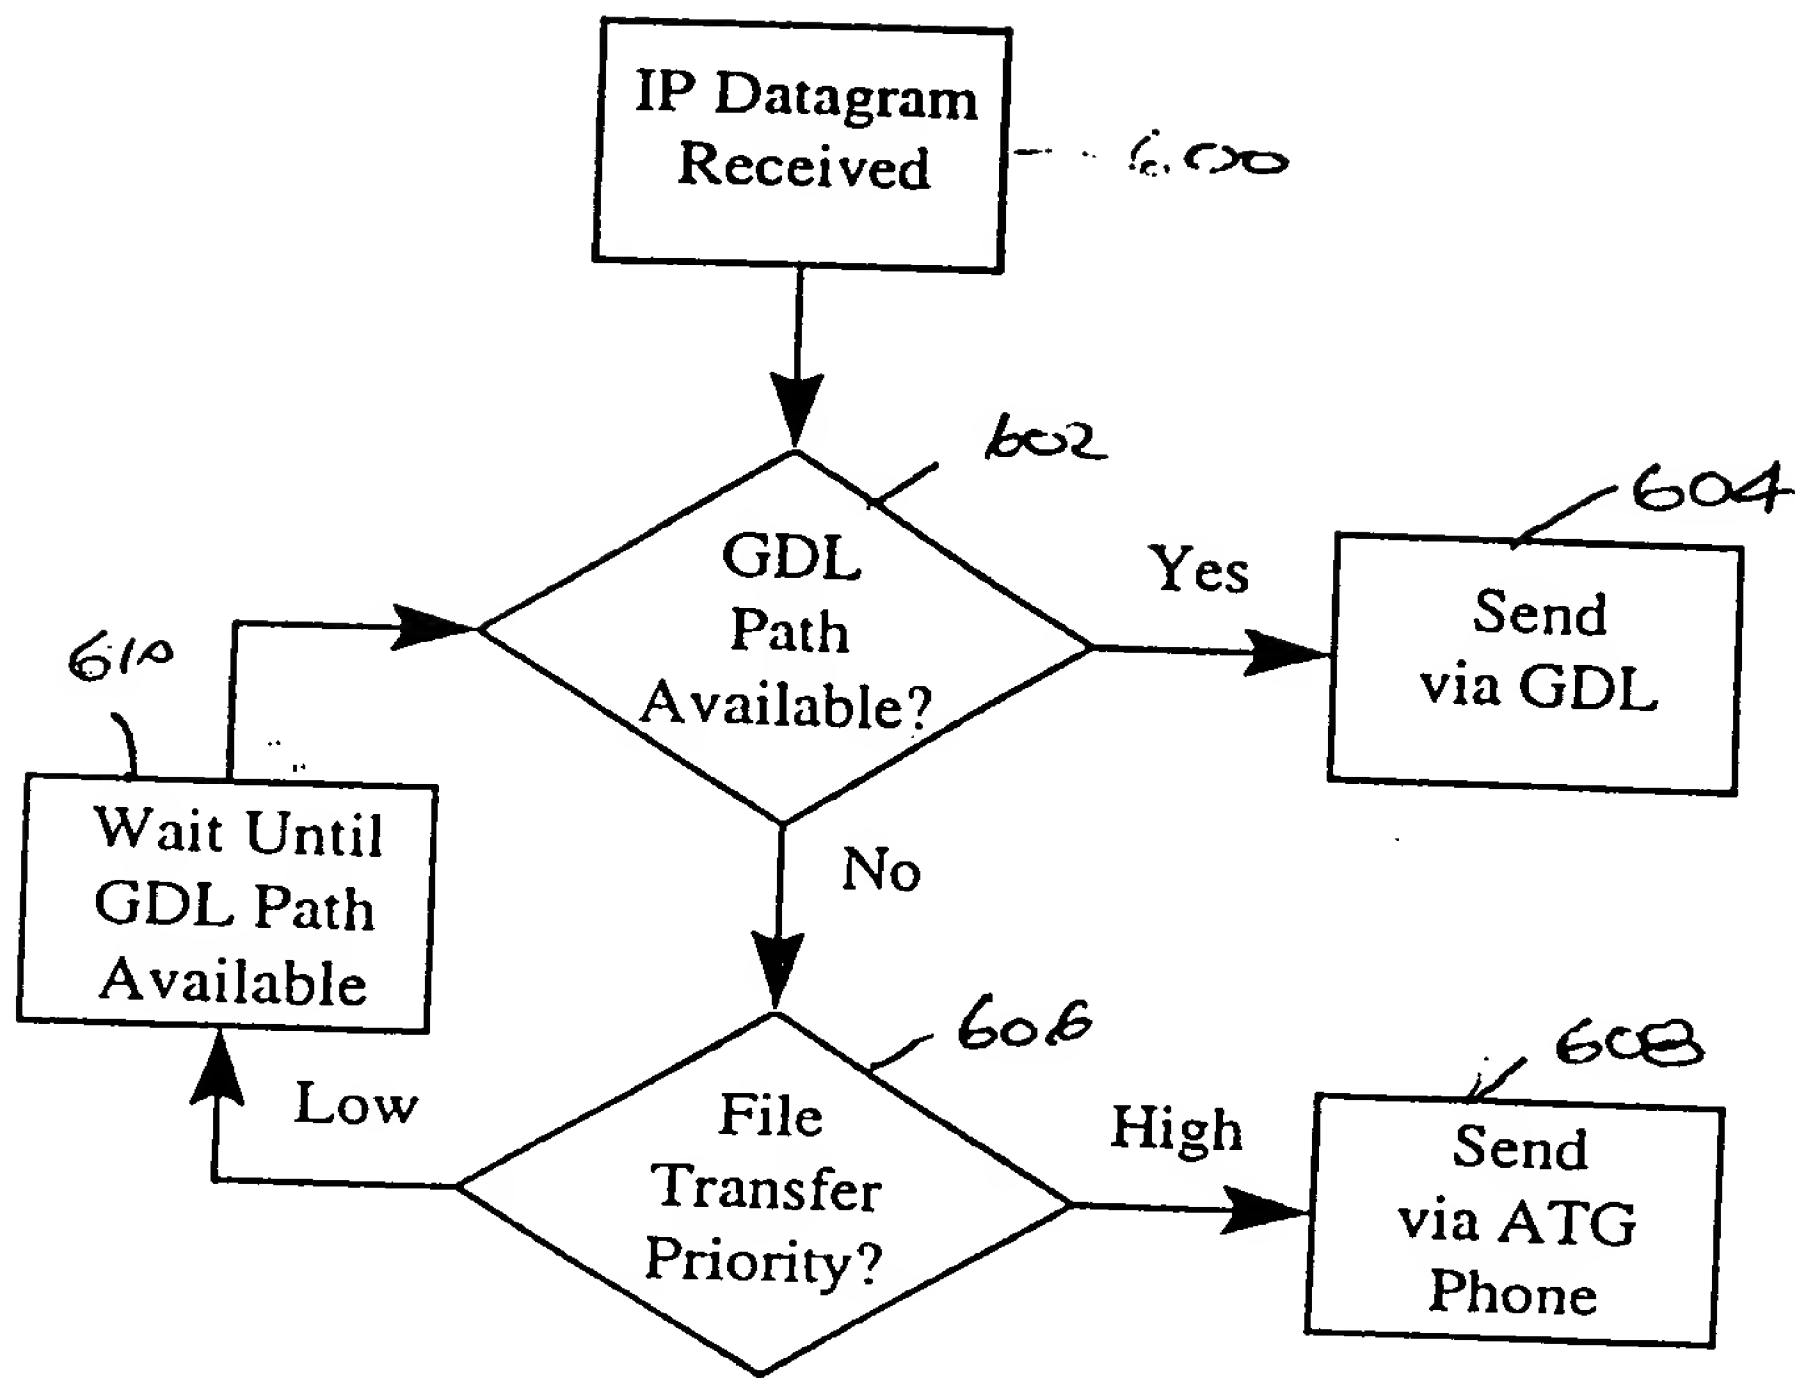 IP Datagram
Received
600
602
GDL
Path
Available?
Yes
604
Send
via GDL
610
Wait Until
GDL Path
Available
No
Low
606
File
Transfer
Priority?
High
608
Send
via ATG
Phone